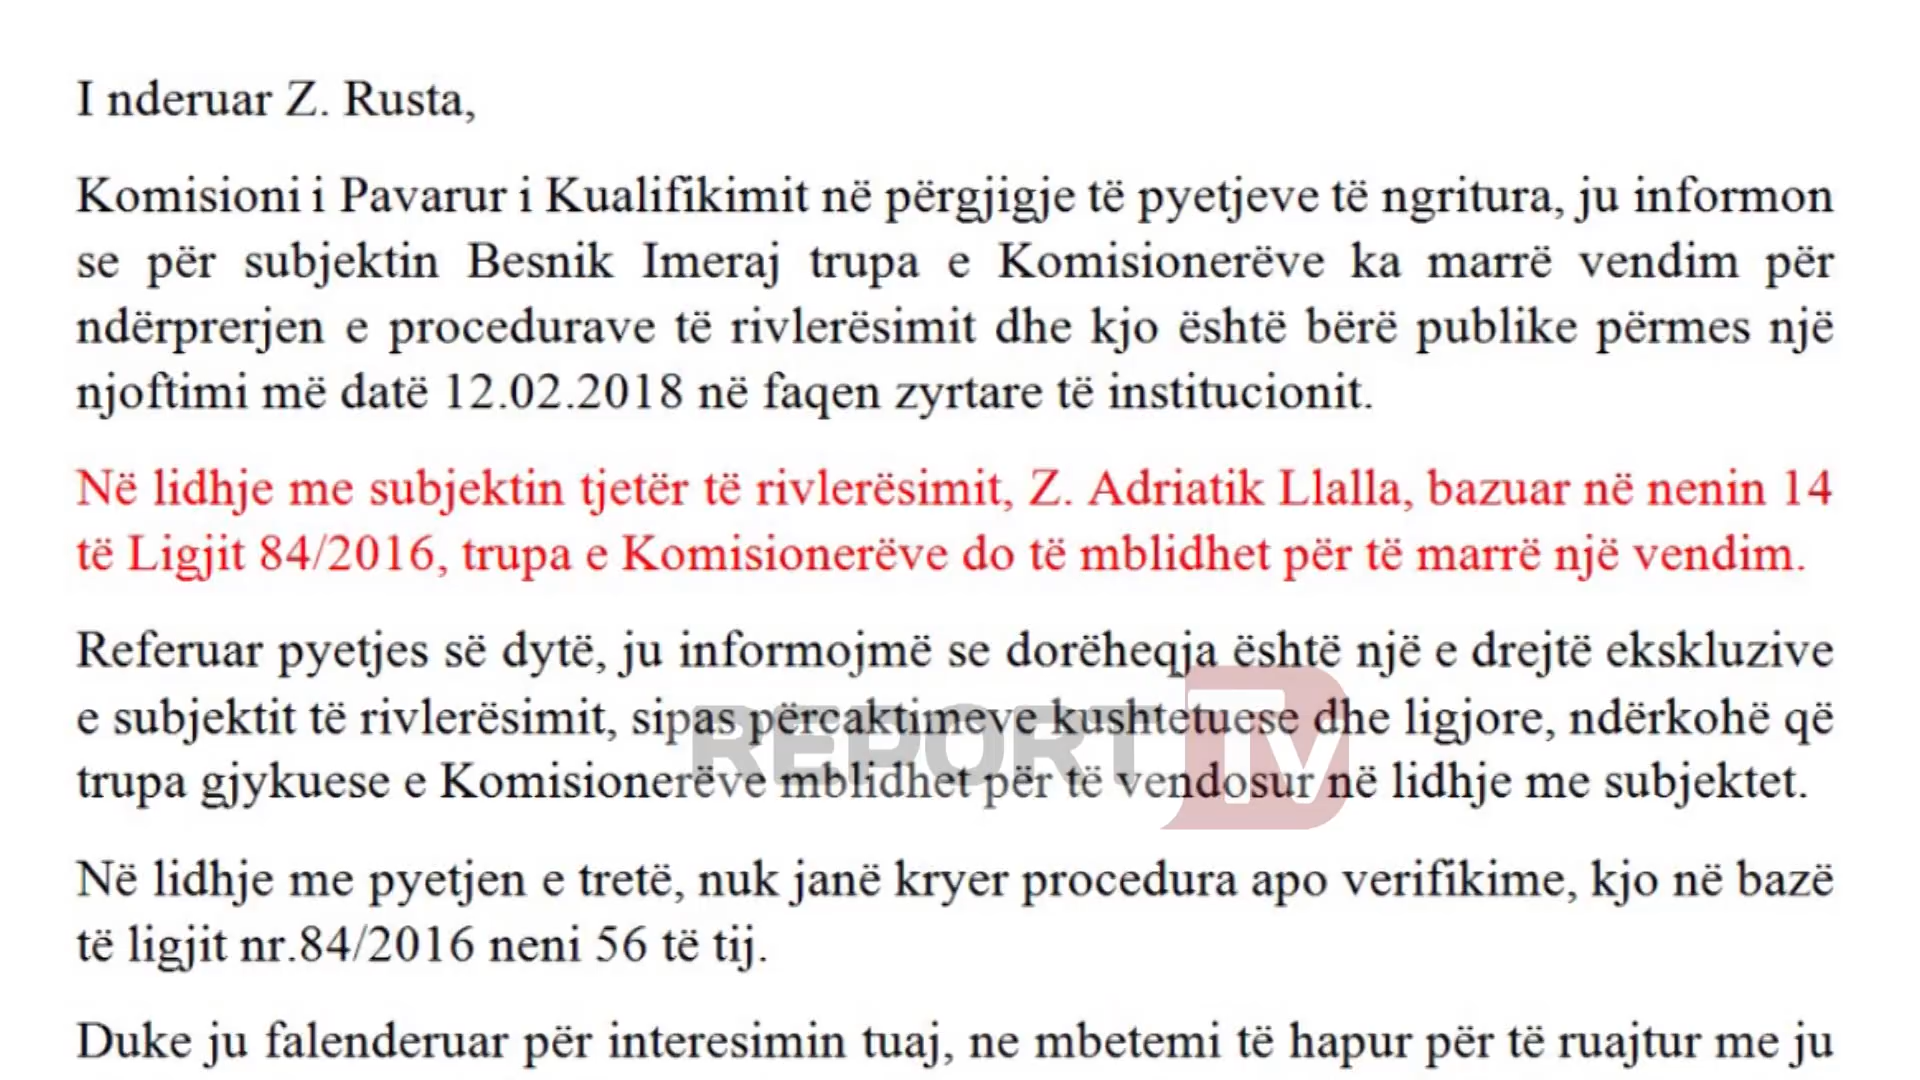 I nderuar Z. Rusta,
Komisioni i Pavarur i Kualifikimit në përgjigje të pyetjeve të ngritura, ju informon
se për subjektin Besnik Imeraj trupa e Komisionerëve ka marrë vendim për
ndërprerjen e procedurave të rivlerësimit dhe kjo është bërë publike përmes një
njoftimi më datë 12.02.2018 në faqen zyrtare të institucionit.
Në lidhje me subjektin tjetër të rivlerësimit, Z. Adriatik Llalla, bazuar në nenin 14
të Ligjit 84/2016, trupa e Komisionerëve do të mblidhet për të marrë një vendim.
Referuar pyetjes së dytë, ju informojmë se dorëheqja është një e drejtë ekskluzive
e subjektit të rivlerësimit, sipas përcaktimeve kushtetuese dhe ligjore, ndërkohë që
trupa gjykuese e Komisionerëve mblidhet për të vendosur në lidhje me subjektet.
REPORT TV
Në lidhje me pyetjen e tretë, nuk janë kryer procedura apo verifikime, kjo në bazë
të ligjit nr.84/2016 neni 56 të tij.
Duke ju falenderuar për interesimin tuaj, ne mbetemi të hapur për të ruajtur me ju